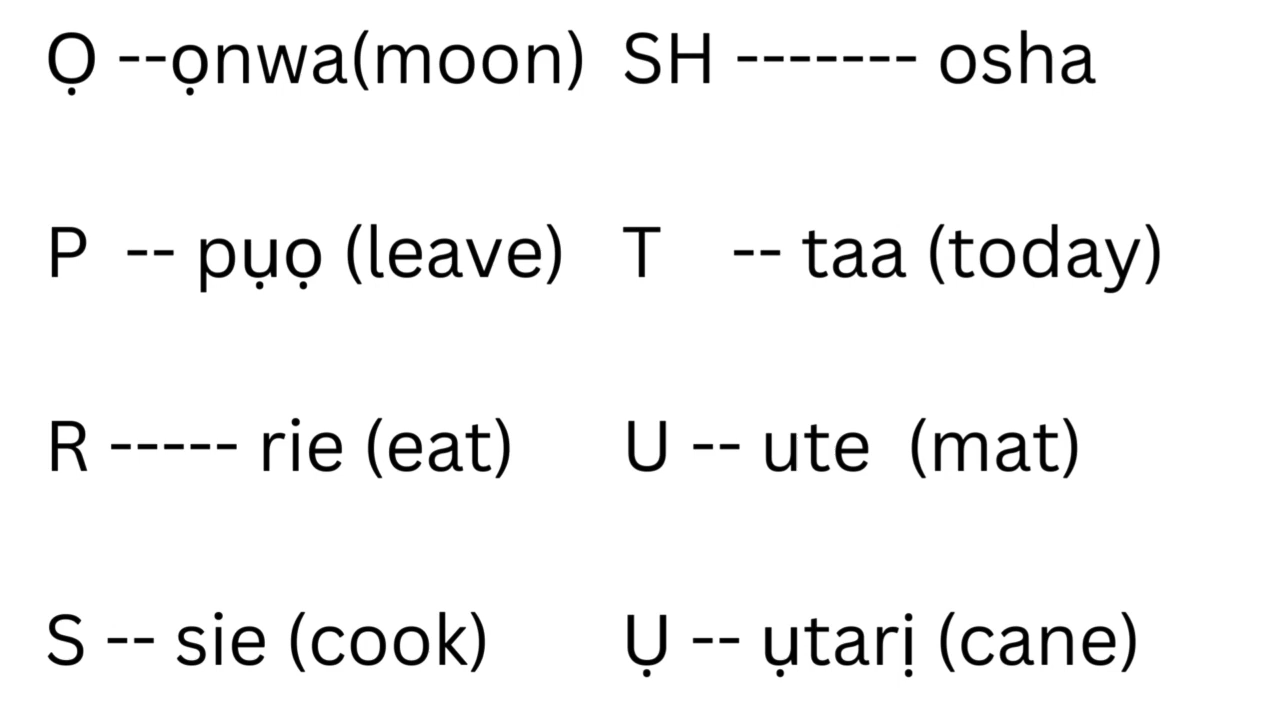 Ọ --ọnwa(moon) SH ------- osha
P -- pụọ (leave) T -- taa (today)
R ----- rie (eat) U -- ute (mat)
S -- sie (cook) Ụ -- ụtarị (cane)